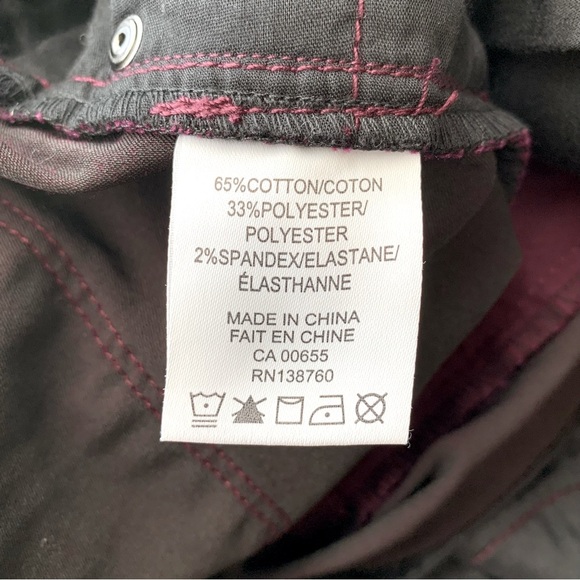 65%COTTON/COTON
33%POLYESTER/
POLYESTER
2%SPANDEX/ELASTANE/
ÉLASTHANNE
MADE IN CHINA
FAIT EN CHINE
CA 00655
RN138760